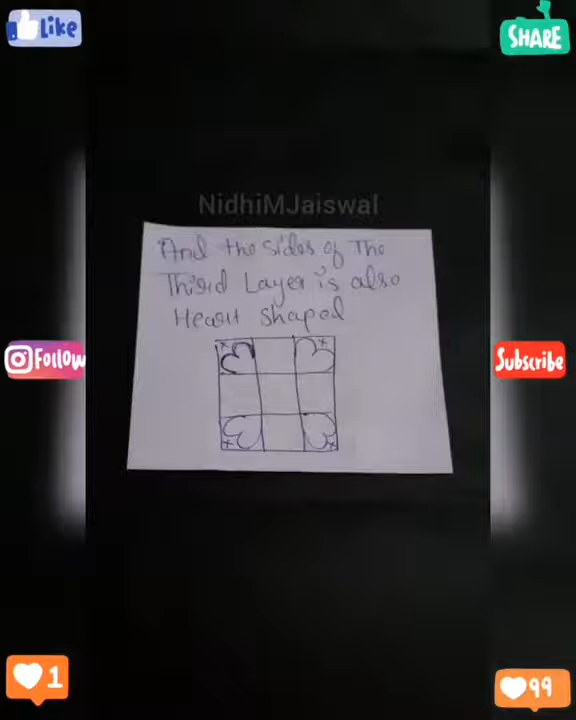 Like
SHARE
NidhiMJaiswal
And the sides of The
Third Layer is also
Heart shaped
Follow
Subscribe
1
99